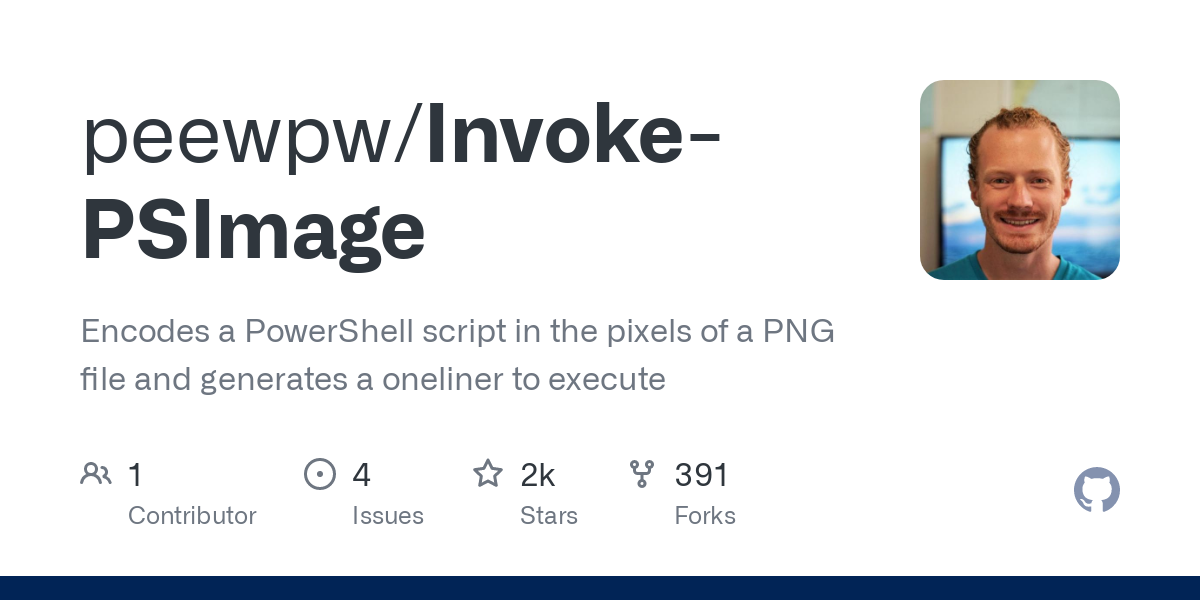 peewpw/Invoke-
PSImage
Encodes a PowerShell script in the pixels of a PNG
file and generates a oneliner to execute
1
Contributor
4
Issues
2k
Stars
391
Forks